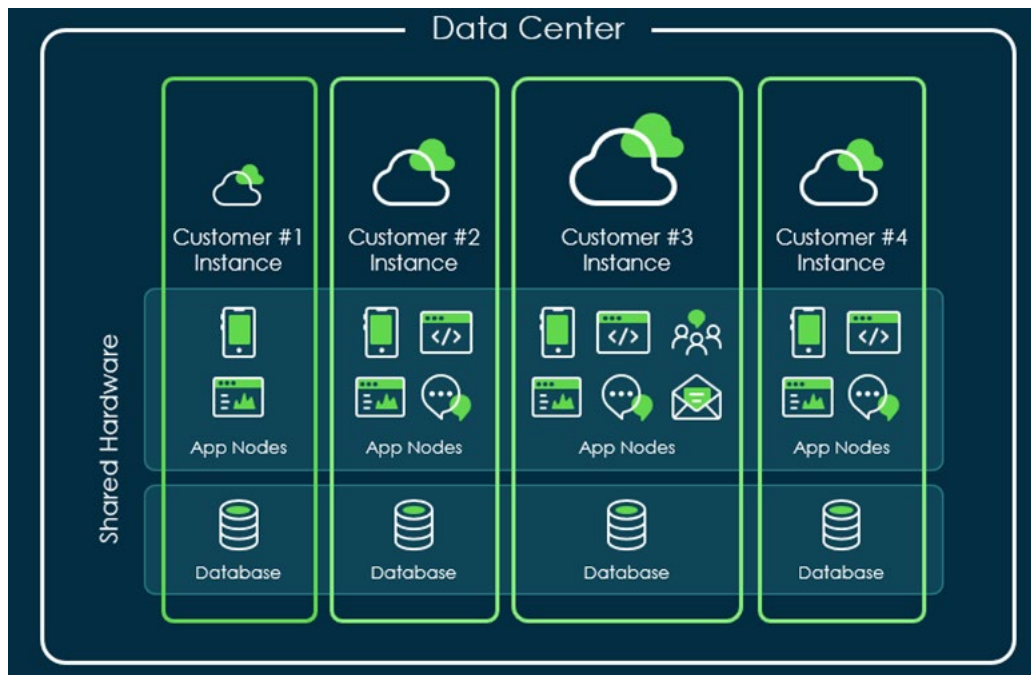 Data Center
Customer #1
Instance
Customer #2
Instance
Customer #3
Instance
Customer #4
Instance
Shared Hardware
</>
</>
</>
App Nodes
App Nodes
App Nodes
App Nodes
Database
Database
Database
Database